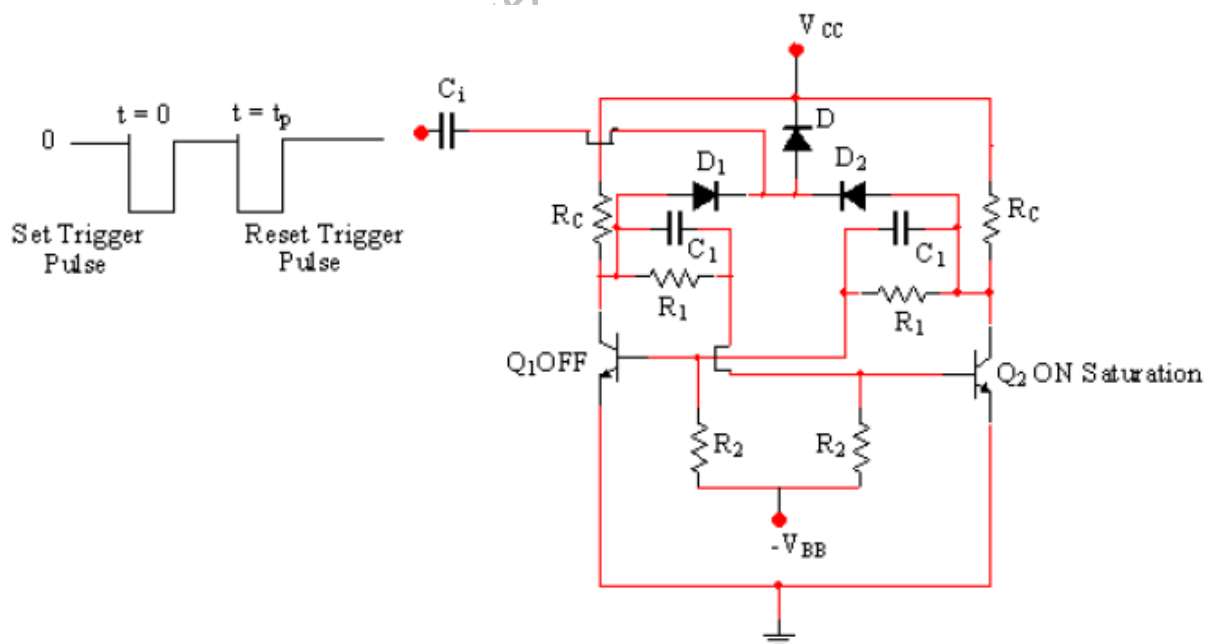 V CC
C i
t = 0
t = t p
0
D
D 1
D 2
R C
R C
C 1
C 1
Set Trigger
Pulse
Reset Trigger
Pulse
R 1
R 1
Q 1 OFF
Q 2 ON Saturation
R 2
R 2
-V BB